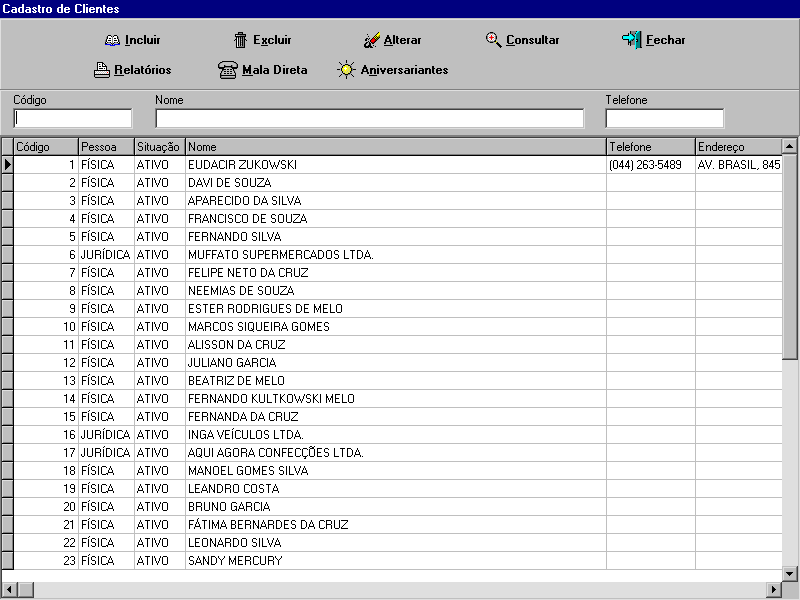 Cadastro de Clientes
Incluir Excluir Alterar Consultar Fechar
Relatórios Mala Direta Aniversariantes
Código Nome Telefone
Código Pessoa Situação Nome Telefone Endereço
1 FÍSICA ATIVO EUDACIR ZUKOWSKI (044) 263-5489 AV. BRASIL, 845
2 FÍSICA ATIVO DAVI DE SOUZA
3 FÍSICA ATIVO APARECIDO DA SILVA
4 FÍSICA ATIVO FRANCISCO DE SOUZA
5 FÍSICA ATIVO FERNANDO SILVA
6 JURÍDICA ATIVO MUFFATO SUPERMERCADOS LTDA.
7 FÍSICA ATIVO FELIPE NETO DA CRUZ
8 FÍSICA ATIVO NEEMIAS DE SOUZA
9 FÍSICA ATIVO ESTER RODRIGUES DE MELO
10 FÍSICA ATIVO MARCOS SIQUEIRA GOMES
11 FÍSICA ATIVO ALISSON DA CRUZ
12 FÍSICA ATIVO JULIANO GARCIA
13 FÍSICA ATIVO BEATRIZ DE MELO
14 FÍSICA ATIVO FERNANDO KULTKOWSKI MELO
15 FÍSICA ATIVO FERNANDA DA CRUZ
16 JURÍDICA ATIVO INGA VEÍCULOS LTDA.
17 JURÍDICA ATIVO AQUI AGORA CONFECÇÕES LTDA.
18 FÍSICA ATIVO MANOEL GOMES SILVA
19 FÍSICA ATIVO LEANDRO COSTA
20 FÍSICA ATIVO BRUNO GARCIA
21 FÍSICA ATIVO FÁTIMA BERNARDES DA CRUZ
22 FÍSICA ATIVO LEONARDO SILVA
23 FÍSICA ATIVO SANDY MERCURY